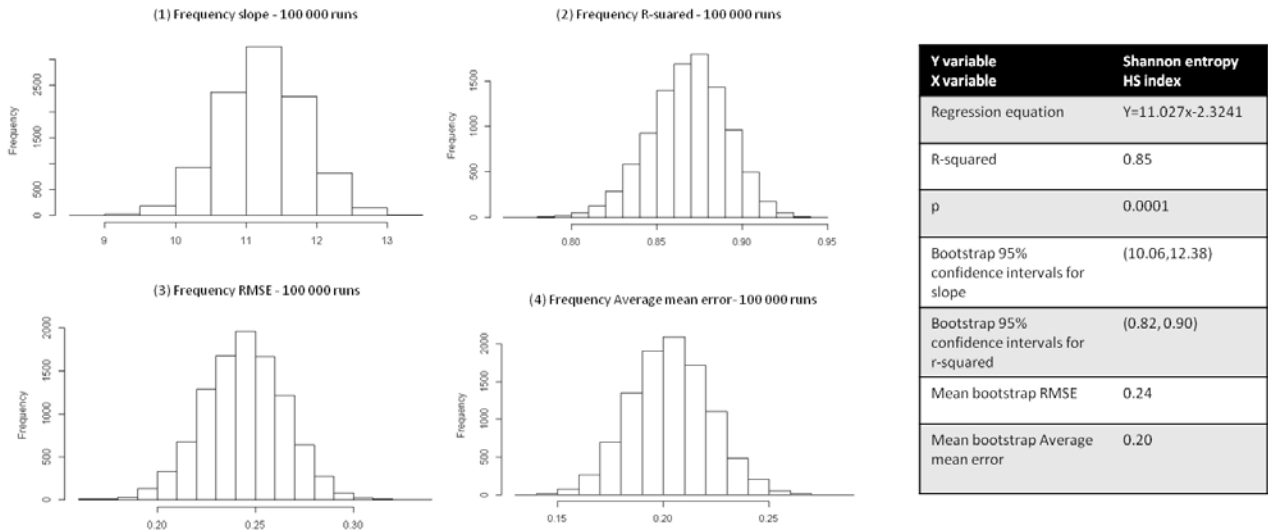 (1) Frequency slope - 100 000 runs
Frequency
0 500 1500 2500
9 10 11 12 13
(2) Frequency R-suared - 100 000 runs
Frequency
0 500 1000 1500
0.80 0.85 0.90 0.95
(3) Frequency RMSE - 100 000 runs
Frequency
0 500 1000 1500 2000
0.20 0.25 0.30
(4) Frequency Average mean error- 100 000 runs
Frequency
0 500 1000 1500 2000
0.15 0.20 0.25
Y variable Shannon entropy
X variable HS index
Regression equation Y=11.027x-2.3241
R-squared 0.85
p 0.0001
Bootstrap 95% (10.06,12.38)
confidence intervals for
slope
Bootstrap 95% (0.82, 0.90)
confidence intervals for
r-squared
Mean bootstrap RMSE 0.24
Mean bootstrap Average 0.20
mean error